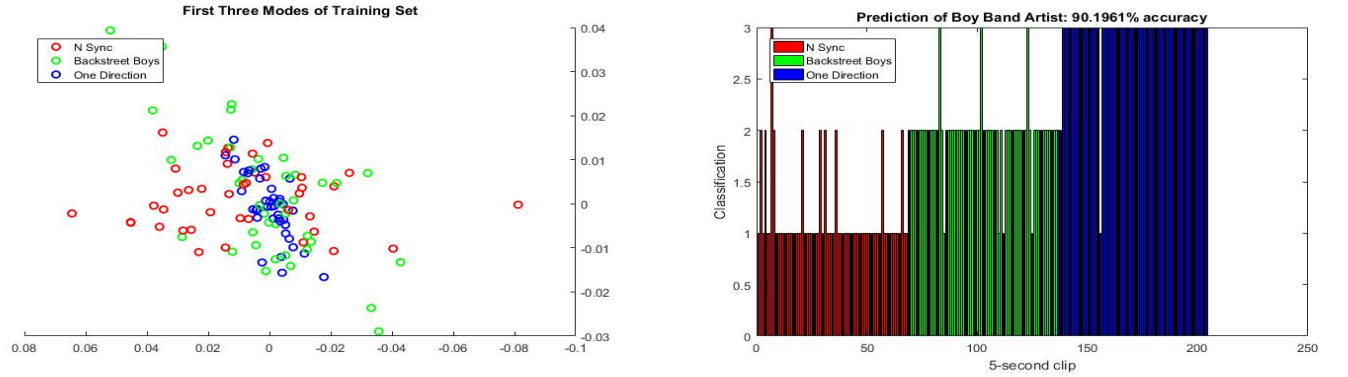 First Three Modes of Training Set
N Sync
Backstreet Boys
One Direction
0.04
0.03
0.02
0.01
0
-0.01
-0.02
-0.03
0.08 0.06 0.04 0.02 0 -0.02 -0.04 -0.06 -0.08 -0.1
Prediction of Boy Band Artist: 90.1961% accuracy
N Sync
Backstreet Boys
One Direction
Classification
3
2.5
2
1.5
1
0.5
0
0 50 100 150 200 250
5-second clip